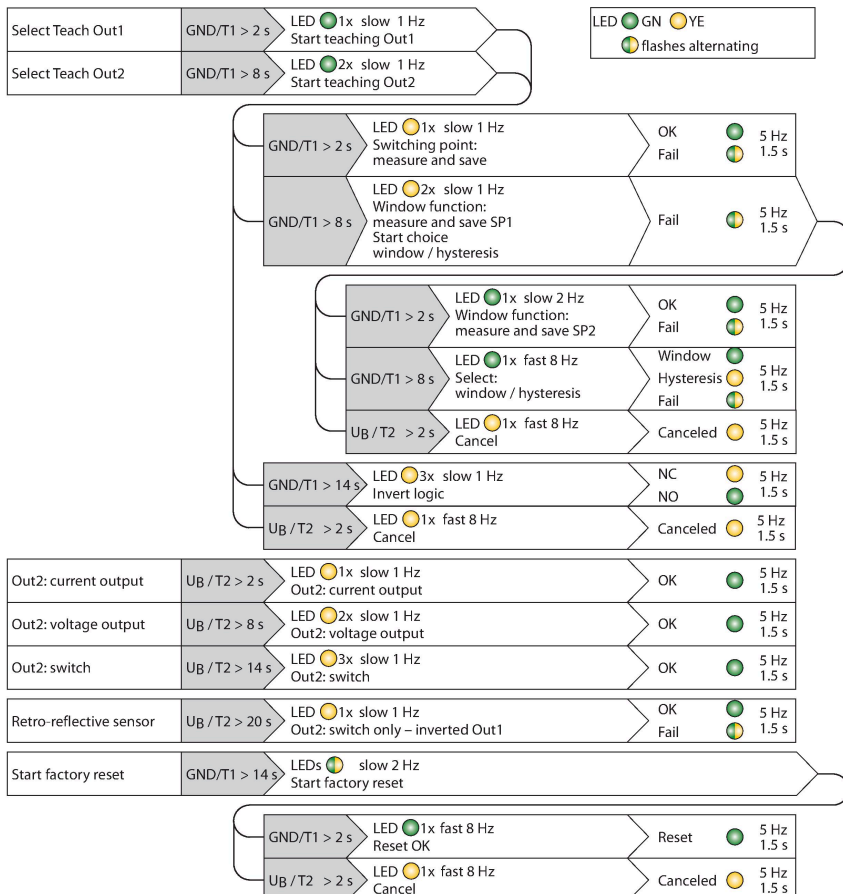 LED GN YE
flashes alternating
Select Teach Out1 GND/T1 > 2 s LED 1x slow 1 Hz
Start teaching Out1
Select Teach Out2 GND/T1 > 8 s LED 2x slow 1 Hz
Start teaching Out2
GND/T1 > 2 s LED 1x slow 1 Hz
Switching point:
measure and save
OK 5 Hz
Fail 1.5 s
GND/T1 > 8 s LED 2x slow 1 Hz
Window function:
measure and save SP1
Start choice
window / hysteresis
Fail 5 Hz
1.5 s
GND/T1 > 2 s LED 1x slow 2 Hz
Window function:
measure and save SP2
OK 5 Hz
Fail 1.5 s
GND/T1 > 8 s LED 1x fast 8 Hz
Select:
window / hysteresis
Window
Hysteresis 5 Hz
Fail 1.5 s
UB / T2 > 2 s LED 1x fast 8 Hz
Cancel
Canceled 5 Hz
1.5 s
GND/T1 > 14 s LED 3x slow 1 Hz
Invert logic
NC 5 Hz
NO 1.5 s
UB / T2 > 2 s LED 1x fast 8 Hz
Cancel
Canceled 5 Hz
1.5 s
Out2: current output UB / T2 > 2 s LED 1x slow 1 Hz
Out2: current output
OK 5 Hz
1.5 s
Out2: voltage output UB / T2 > 8 s LED 2x slow 1 Hz
Out2: voltage output
OK 5 Hz
1.5 s
Out2: switch UB / T2 > 14 s LED 3x slow 1 Hz
Out2: switch
OK 5 Hz
1.5 s
Retro-reflective sensor UB / T2 > 20 s LED 1x slow 1 Hz
Out2: switch only – inverted Out1
OK 5 Hz
Fail 1.5 s
Start factory reset GND/T1 > 14 s LEDs slow 2 Hz
Start factory reset
GND/T1 > 2 s LED 1x fast 8 Hz
Reset OK
Reset 5 Hz
1.5 s
UB / T2 > 2 s LED 1x fast 8 Hz
Cancel
Canceled 5 Hz
1.5 s